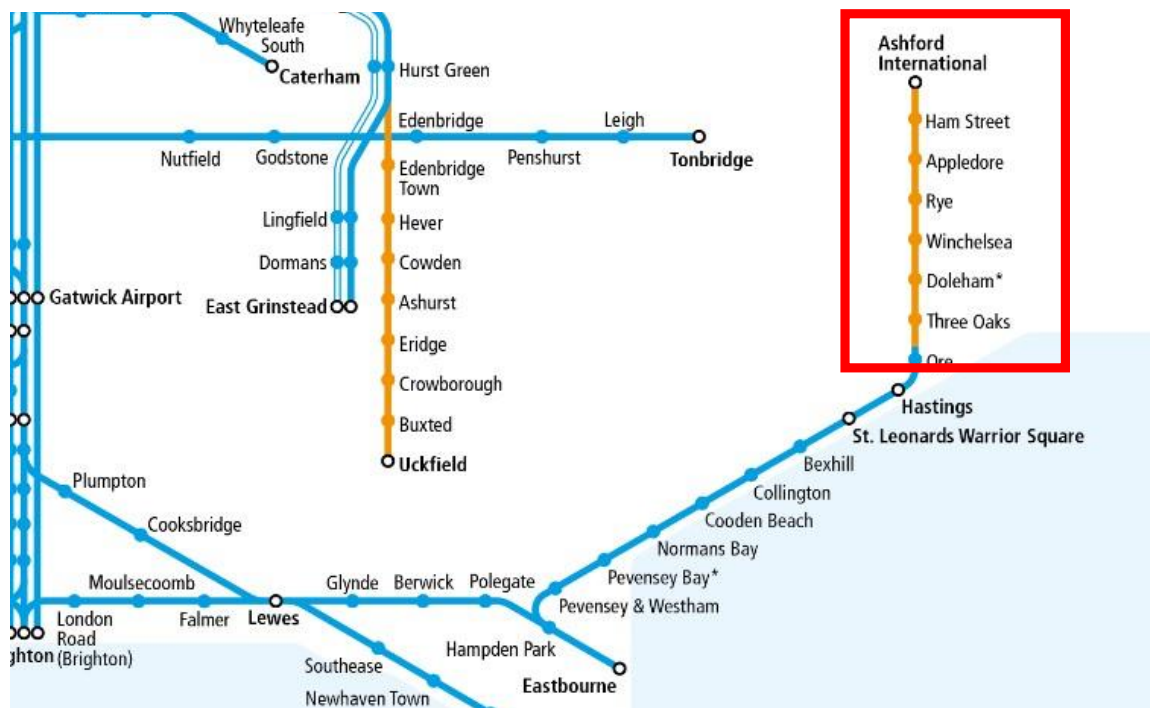 Whyteleafe
South
Caterham
Hurst Green
Ashford
International
Ham Street
Appledore
Rye
Winchelsea
Doleham*
Three Oaks
Ore
Edenbridge
Leigh
Nutfield
Godstone
Penshurst
Tonbridge
Edenbridge
Town
Lingfield
Hever
Dormans
Cowden
Gatwick Airport
East Grinstead
Ashurst
Eridge
Crowborough
Buxted
Uckfield
Hastings
St. Leonards Warrior Square
Bexhill
Collington
Cooden Beach
Normans Bay
Pevensey Bay*
Pevensey & Westham
Plumpton
Cooksbridge
Moulsecoomb
Glynde
Berwick
Polegate
London
Road
(Brighton)
Falmer
Lewes
ghton
Hampden Park
Southease
Eastbourne
Newhaven Town